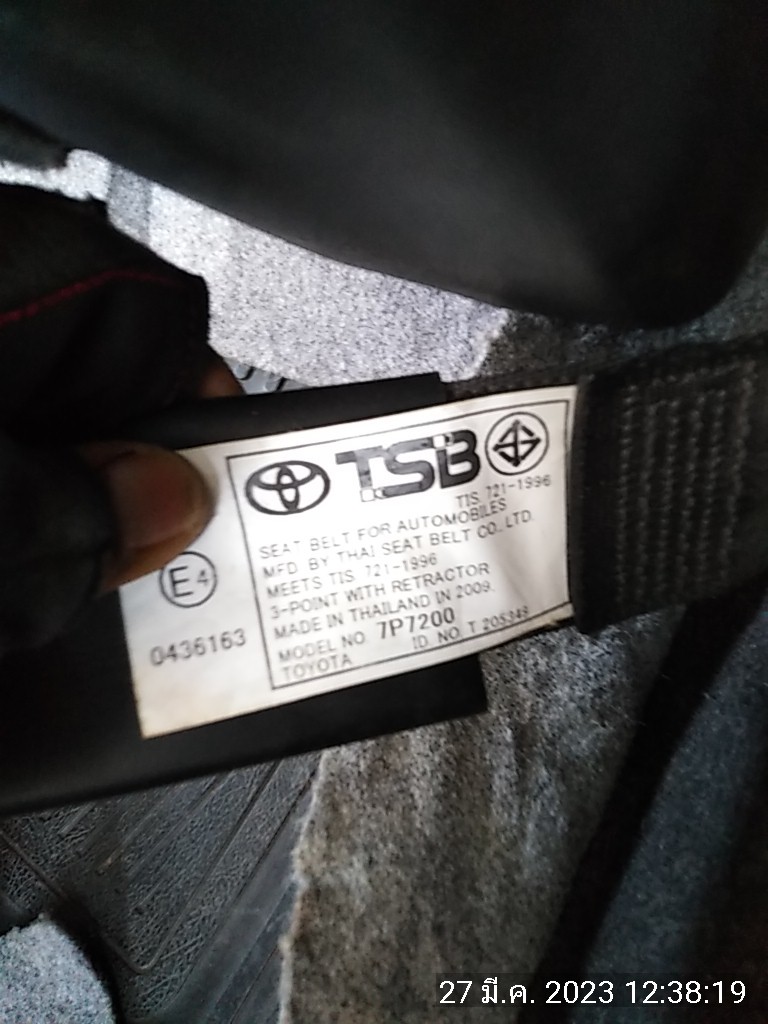 TSB
TIS. 721-1996
SEAT BELT FOR AUTOMOBILES
MFD BY THAI SEAT BELT CO., LTD.
MEETS TIS 721-1996
3-POINT WITH RETRACTOR
MADE IN THAILAND IN 2009.
MODEL NO 7P7200
TOYOTA ID. NO. T 205349
E4
0436163
27 มี.ค. 2023 12:38:19